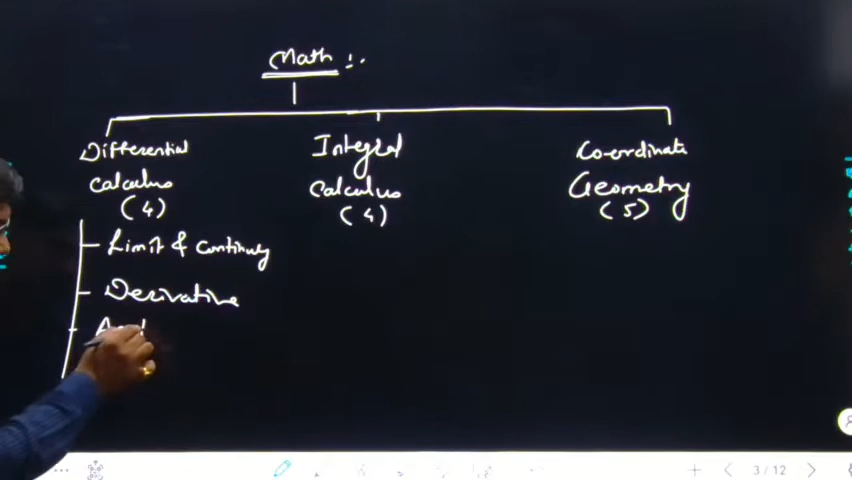 Math :.
Differential
Calculus
(4)
Integral
Calculus
(4)
Co-ordinate
Geometry
(5)
Limit & Continuity
Derivative
3/12